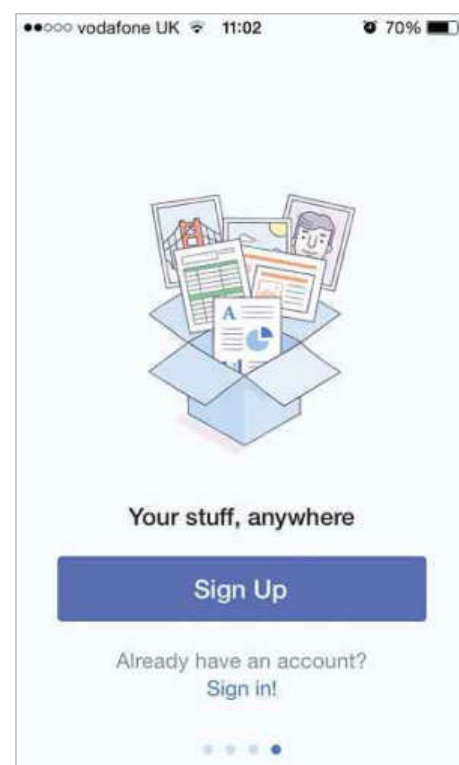 vodafone UK 11:02 70%
A
Your stuff, anywhere
Sign Up
Already have an account?
Sign in!